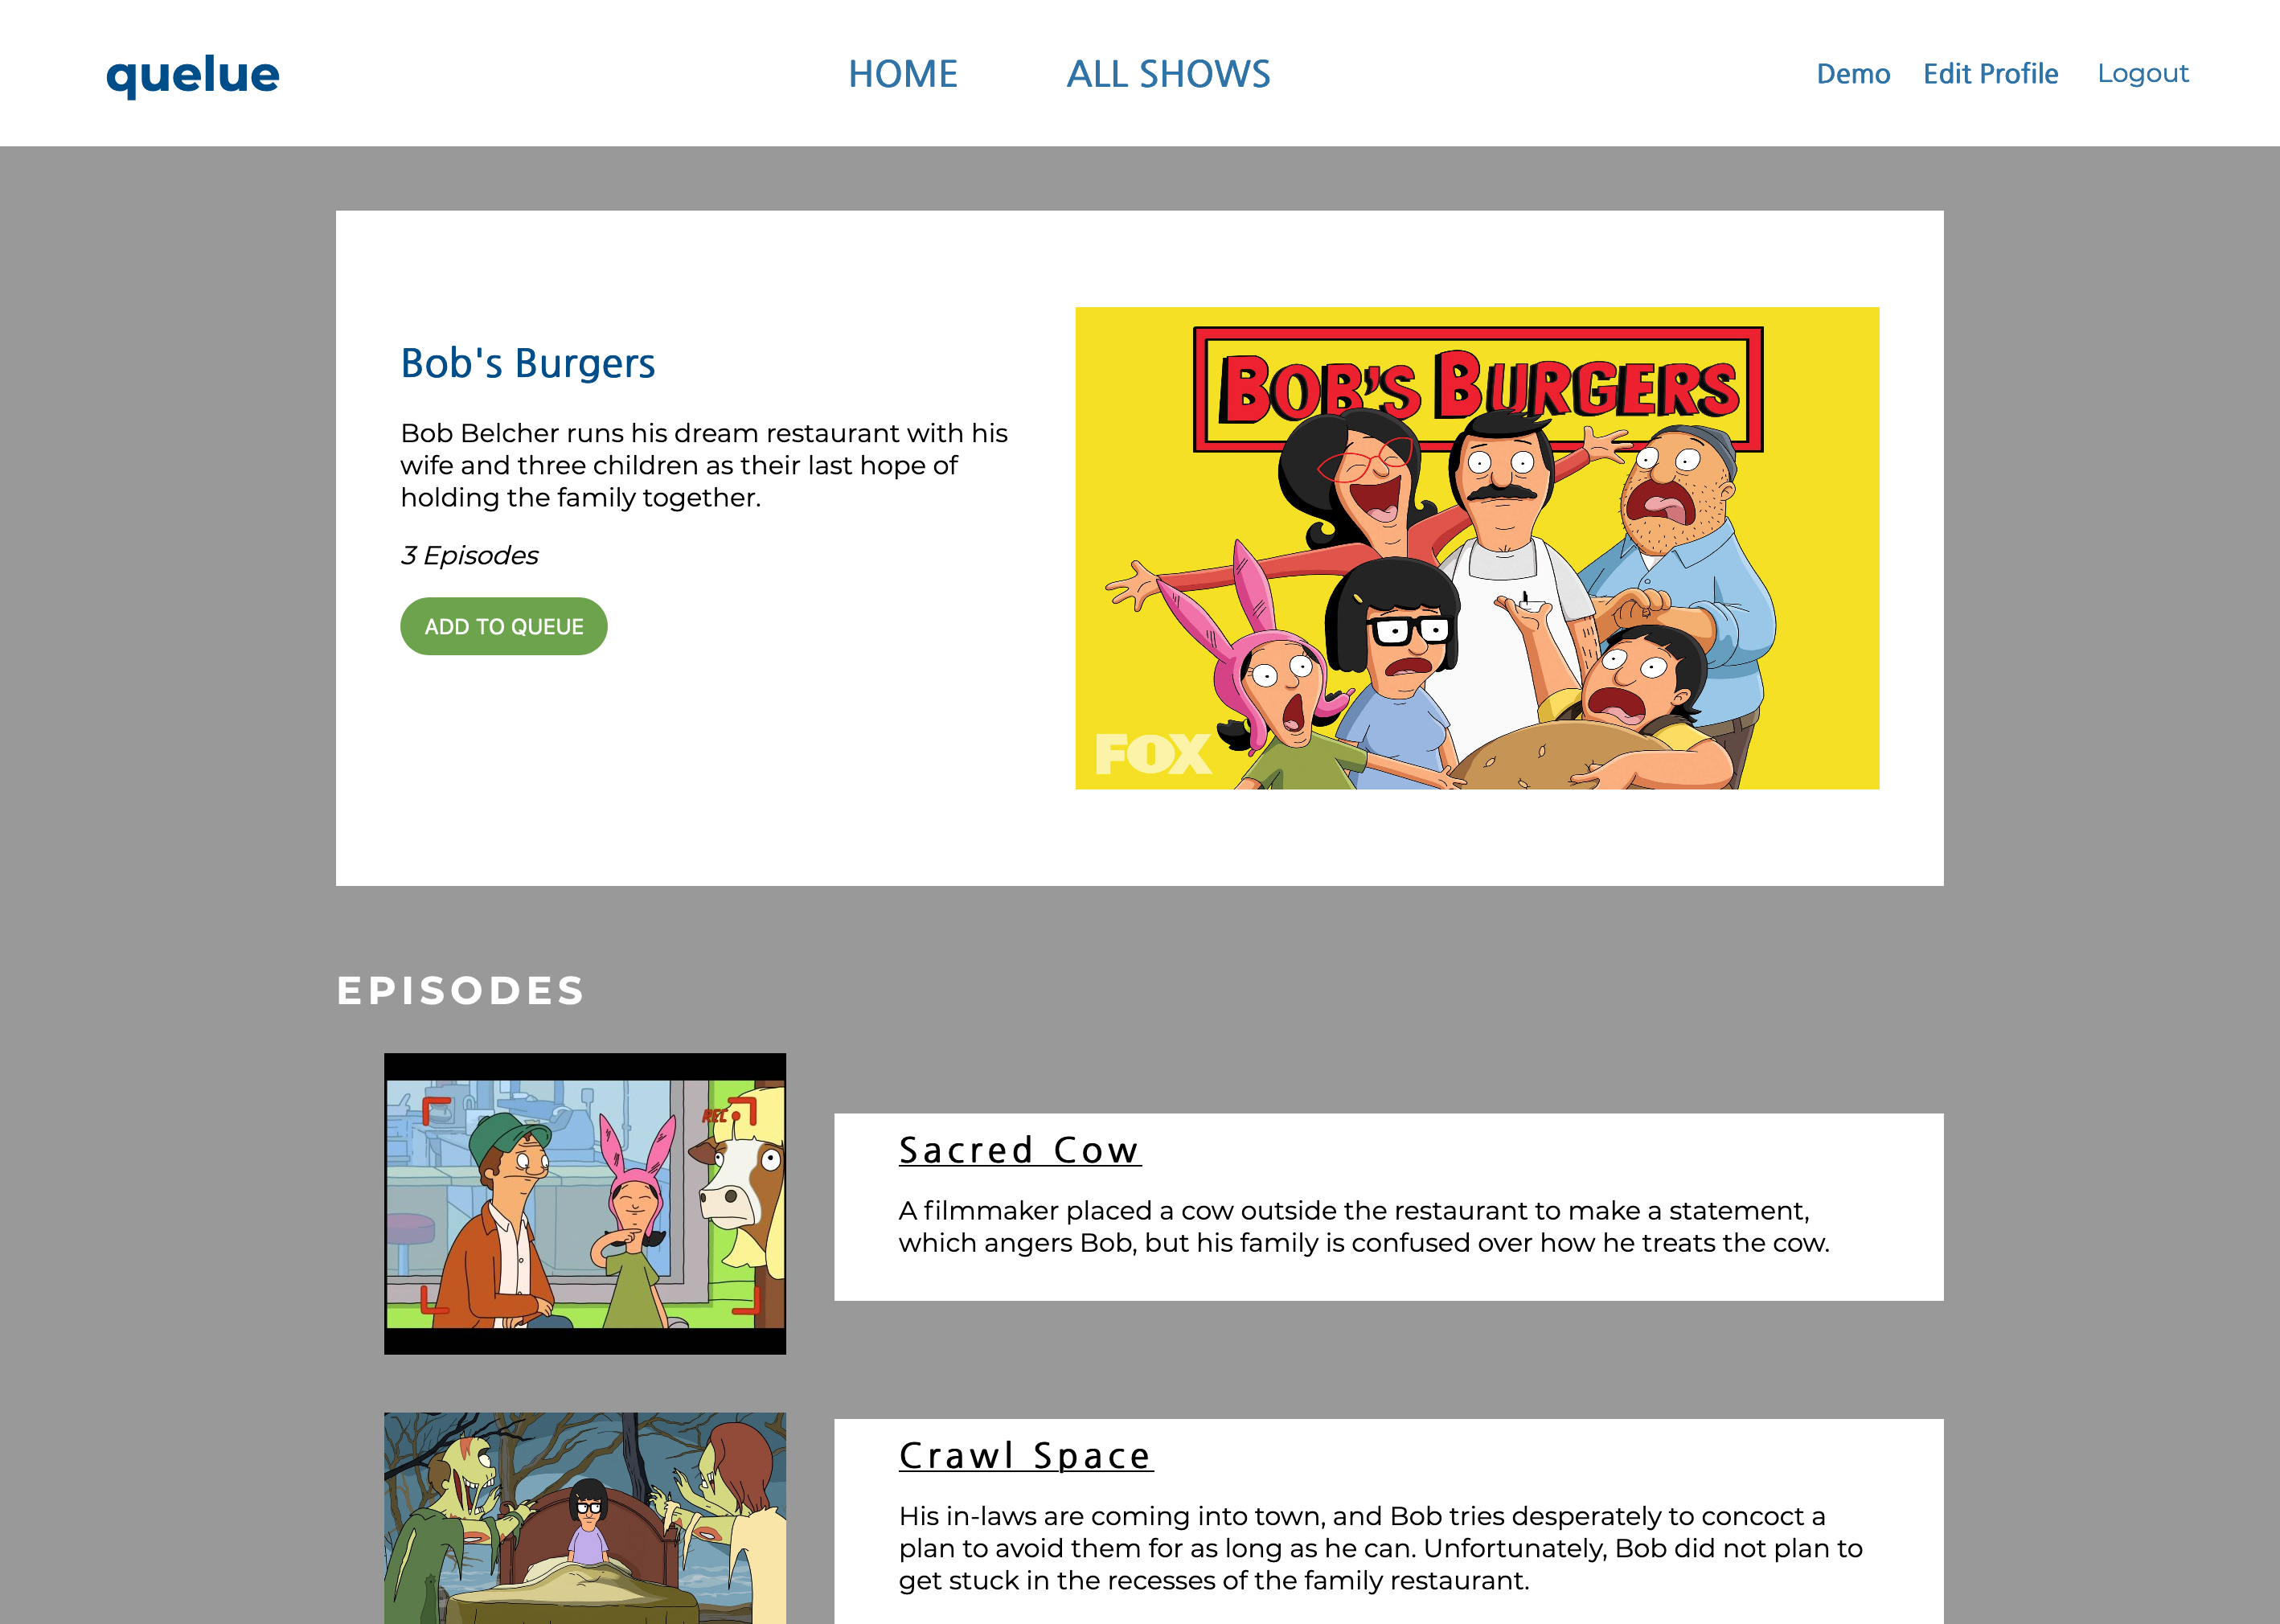 quelue
HOME
ALL SHOWS
Demo
Edit Profile
Logout
Bob's Burgers
Bob Belcher runs his dream restaurant with his
wife and three children as their last hope of
holding the family together.
3 Episodes
ADD TO QUEUE
BOB'S BURGERS
FOX
EPISODES
REC
Sacred Cow
A filmmaker placed a cow outside the restaurant to make a statement,
which angers Bob, but his family is confused over how he treats the cow.
Crawl Space
His in-laws are coming into town, and Bob tries desperately to concoct a
plan to avoid them for as long as he can. Unfortunately, Bob did not plan to
get stuck in the recesses of the family restaurant.